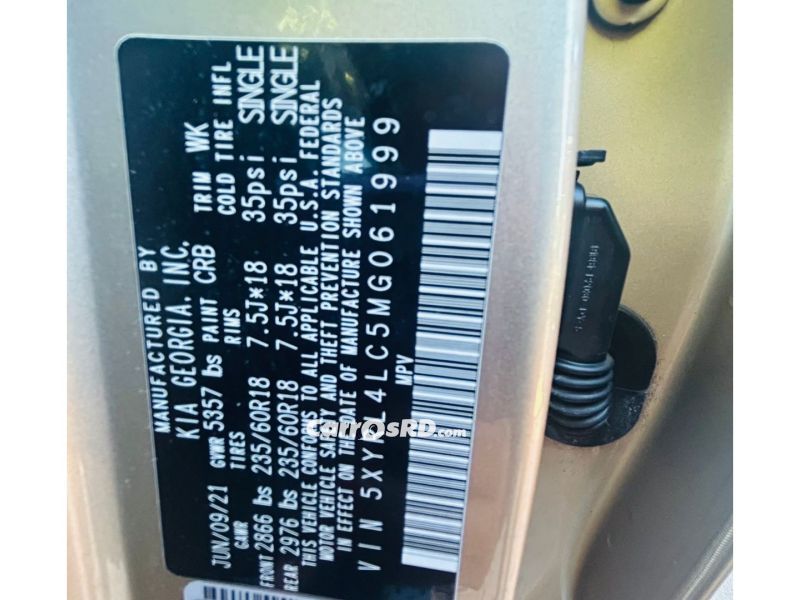 MANUFACTURED BY
KIA GEORGIA, INC.
JUN/09/21 GVWR 5357 lbs PAINT CRB TRIM WK
GAWR TIRES RIMS COLD TIRE INFL
FRONT 2866 lbs 235/60R18 7.5J*18 35psi SINGLE
REAR 2976 lbs 235/60R18 7.5J*18 35psi SINGLE
THIS VEHICLE CONFORMS TO ALL APPLICABLE U.S.A. FEDERAL
MOTOR VEHICLE SAFETY AND THEFT PREVENTION STANDARDS
IN EFFECT ON THE DATE OF MANUFACTURE SHOWN ABOVE
VIN
MPV
CarrosRD.com